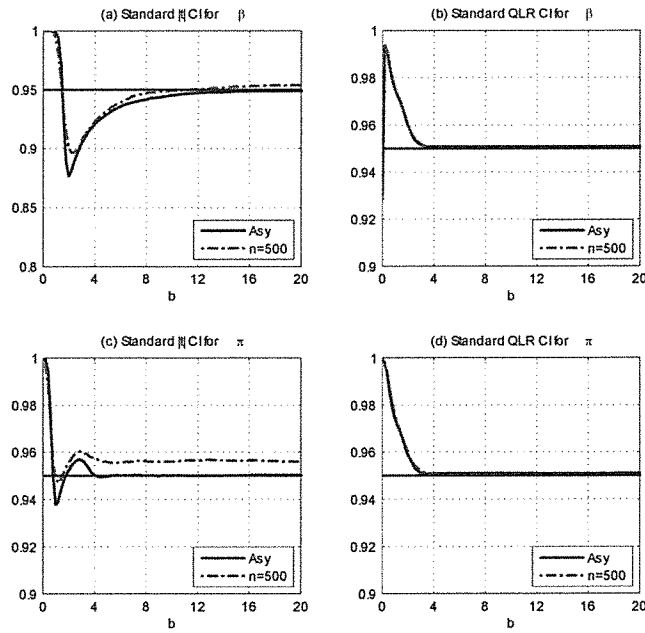 (a) Standard |t| CI for β
1
0.95
0.9
0.85
0.8
0 4 8 12 16 20
b
Asy
n=500
(b) Standard QLR CI for β
1
0.98
0.96
0.94
0.92
0.9
0 4 8 12 16 20
b
Asy
n=500
(c) Standard |t| CI for π
1
0.98
0.96
0.94
0.92
0.9
0 4 8 12 16 20
b
Asy
n=500
(d) Standard QLR CI for π
1
0.98
0.96
0.94
0.92
0.9
0 4 8 12 16 20
b
Asy
n=500